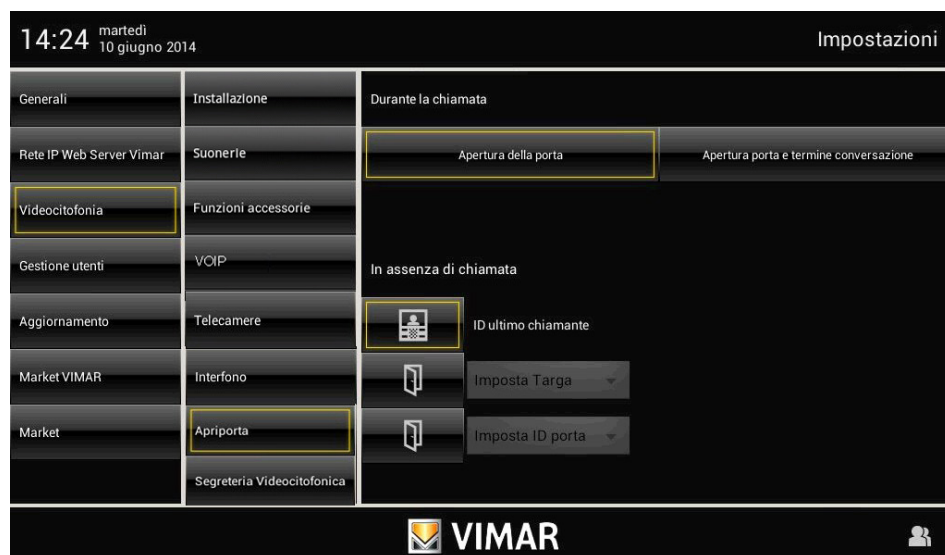 14:24 martedì
10 giugno 2014
Impostazioni
Generali
Rete IP Web Server Vimar
Videocitofonia
Gestione utenti
Aggiornamento
Market VIMAR
Market
Installazione
Suonerie
Funzioni accessorie
VOIP
Telecamere
Interfono
Apriporta
Segreteria Videocitofonica
Durante la chiamata
Apertura della porta
Apertura porta e termine conversazione
In assenza di chiamata
ID ultimo chiamante
Imposta Targa
Imposta ID porta
VIMAR